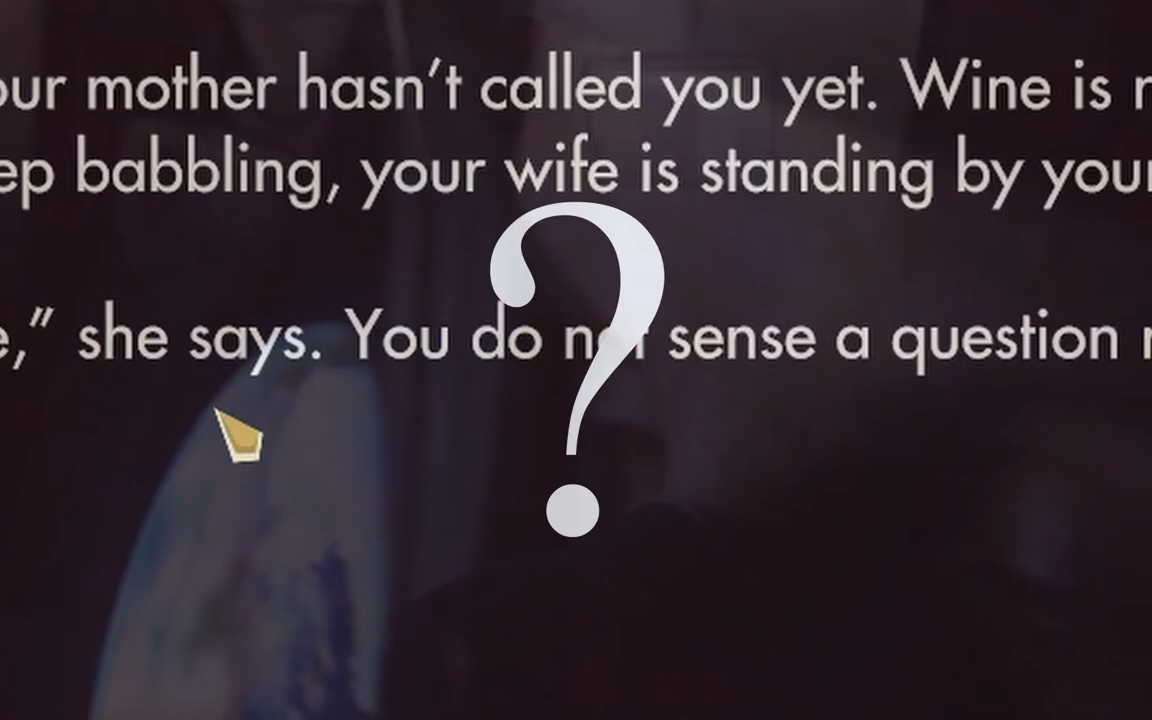 our mother hasn’t called you yet. Wine is
babbling, your wife is standing by your
she says. You do not sense a question
?